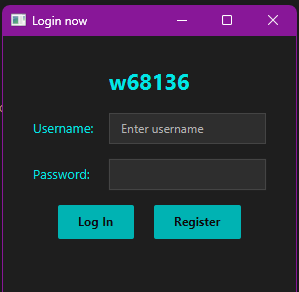 Login now
w68136
Username: Enter username
Password:
Log In Register